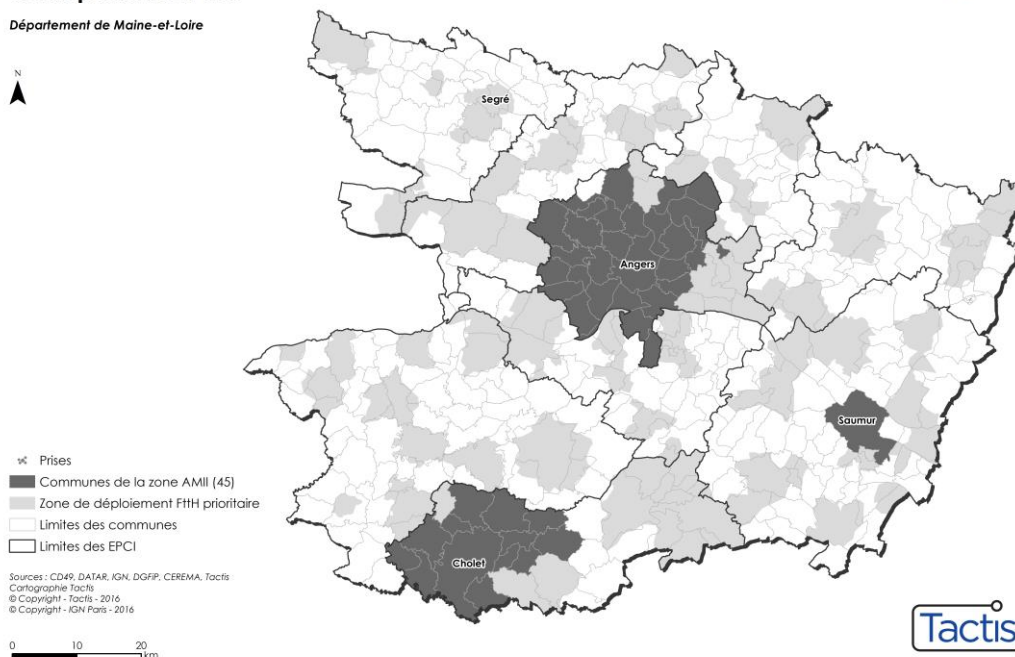 Département de Maine-et-Loire
N
Segré
Angers
Saumur
Cholet
Prises
Communes de la zone AMII (45)
Zone de déploiement FttH prioritaire
Limites des communes
Limites des EPCI
Sources : CD49, DATAR, IGN, DGFiP, CEREMA, Tactis
Cartographie Tactis
© Copyright - Tactis - 2016
© Copyright - IGN Paris - 2016
0 10 20
km
Tactis